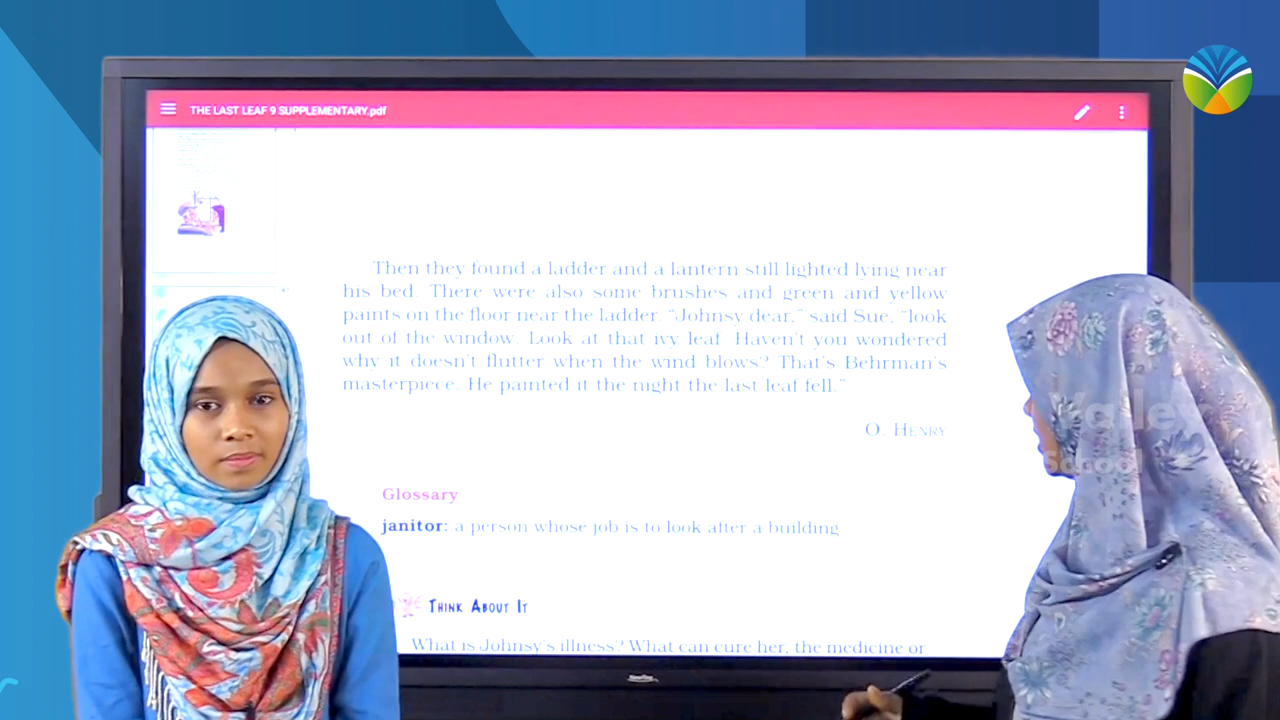 THE LAST LEAF 9 SUPPLEMENTARY.pdf
Then they found a ladder and a lantern still lighted lying near
his bed. There were also some brushes and green and yellow
paints on the floor near the ladder. “Johnsy dear,” said Sue, “look
out of the window. Look at that ivy leaf. Haven’t you wondered
why it doesn’t flutter when the wind blows? That’s Behrman’s
masterpiece. He painted it the night the last leaf fell.”
O. HENRY
Valley
School
Glossary
janitor: a person whose job is to look after a building
THINK ABOUT IT
What is Johnsy’s illness? What can cure her, the medicine or